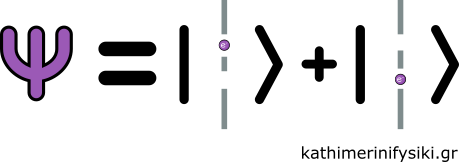 Ψ = | e⁻ ⟩ + | e⁻ ⟩
kathimerinifysiki.gr